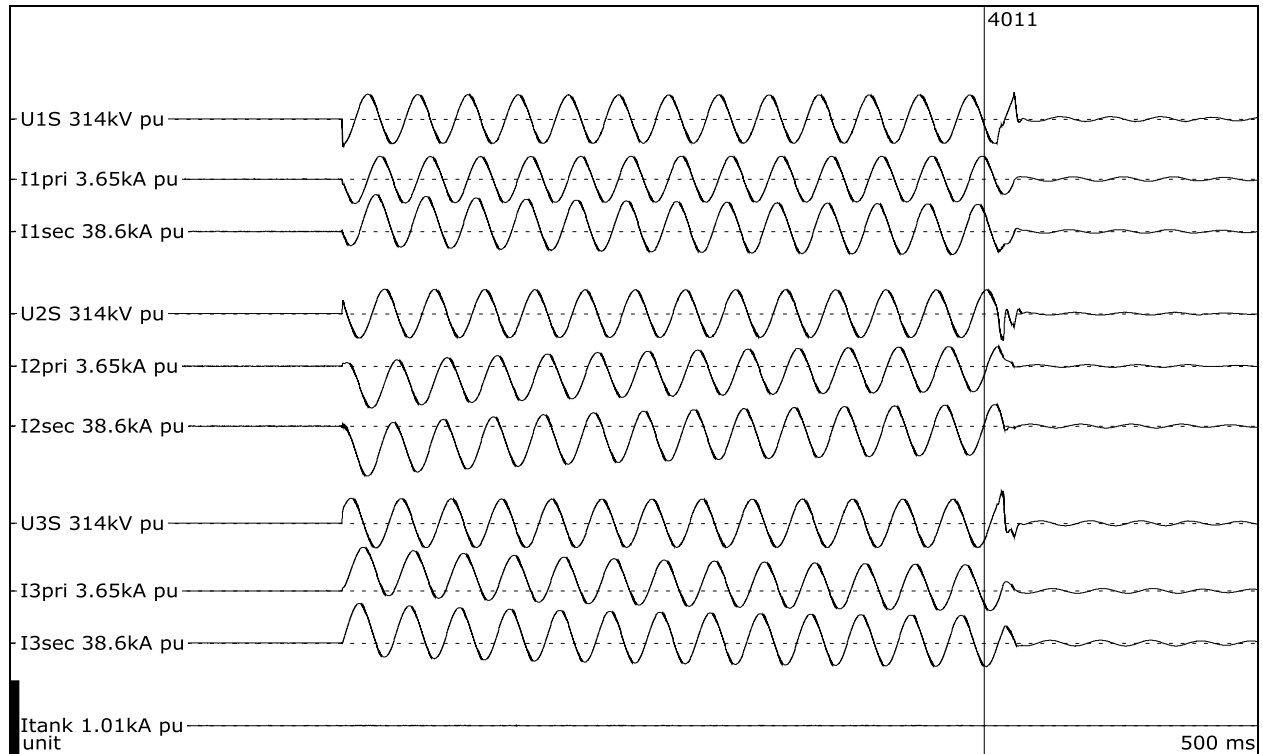 4011
U1S 314kV pu
I1pri 3.65kA pu
I1sec 38.6kA pu
U2S 314kV pu
I2pri 3.65kA pu
I2sec 38.6kA pu
U3S 314kV pu
I3pri 3.65kA pu
I3sec 38.6kA pu
Itank 1.01kA pu
unit
500 ms